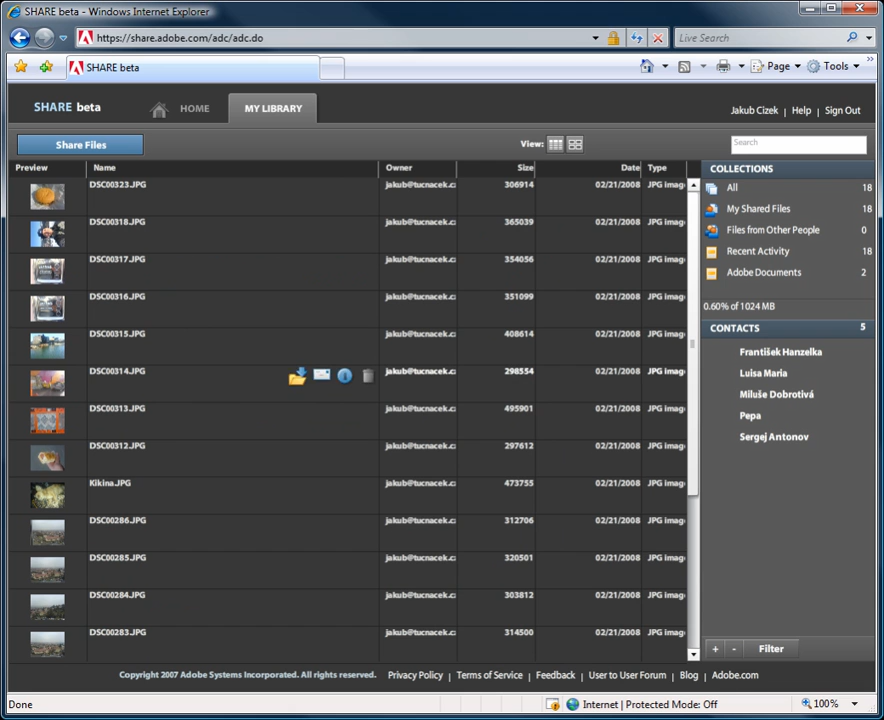 SHARE beta - Windows Internet Explorer
https://share.adobe.com/adc/adc.do
Live Search
SHARE beta
Page
Tools
SHARE beta
HOME
MY LIBRARY
Jakub Cizek | Help | Sign Out
Share Files
View:
Search
Preview Name Owner Size Date Type
DSC00323.JPG jakub@tucnacek.c 306914 02/21/2008 JPG imag
DSC00318.JPG jakub@tucnacek.c 365039 02/21/2008 JPG imag
DSC00317.JPG jakub@tucnacek.c 354056 02/21/2008 JPG imag
DSC00316.JPG jakub@tucnacek.c 351099 02/21/2008 JPG imag
DSC00315.JPG jakub@tucnacek.c 408614 02/21/2008 JPG imag
DSC00314.JPG jakub@tucnacek.c 298554 02/21/2008 JPG imag
DSC00313.JPG jakub@tucnacek.c 495901 02/21/2008 JPG imag
DSC00312.JPG jakub@tucnacek.c 297612 02/21/2008 JPG imag
Kikina.JPG jakub@tucnacek.c 473755 02/21/2008 JPG imag
DSC00286.JPG jakub@tucnacek.c 312706 02/21/2008 JPG imag
DSC00285.JPG jakub@tucnacek.c 320501 02/21/2008 JPG imag
DSC00284.JPG jakub@tucnacek.c 303812 02/21/2008 JPG imag
DSC00283.JPG jakub@tucnacek.c 314500 02/21/2008 JPG imag
COLLECTIONS
All 18
My Shared Files 18
Files from Other People 0
Recent Activity 18
Adobe Documents 2
0.60% of 1024 MB
CONTACTS 5
František Hanzelka
Luisa Maria
Miluše Dobrotivá
Pepa
Sergej Antonov
+ - Filter
Copyright 2007 Adobe Systems Incorporated. All rights reserved. Privacy Policy | Terms of Service | Feedback | User to User Forum | Blog | Adobe.com
Done
Internet | Protected Mode: Off
100%